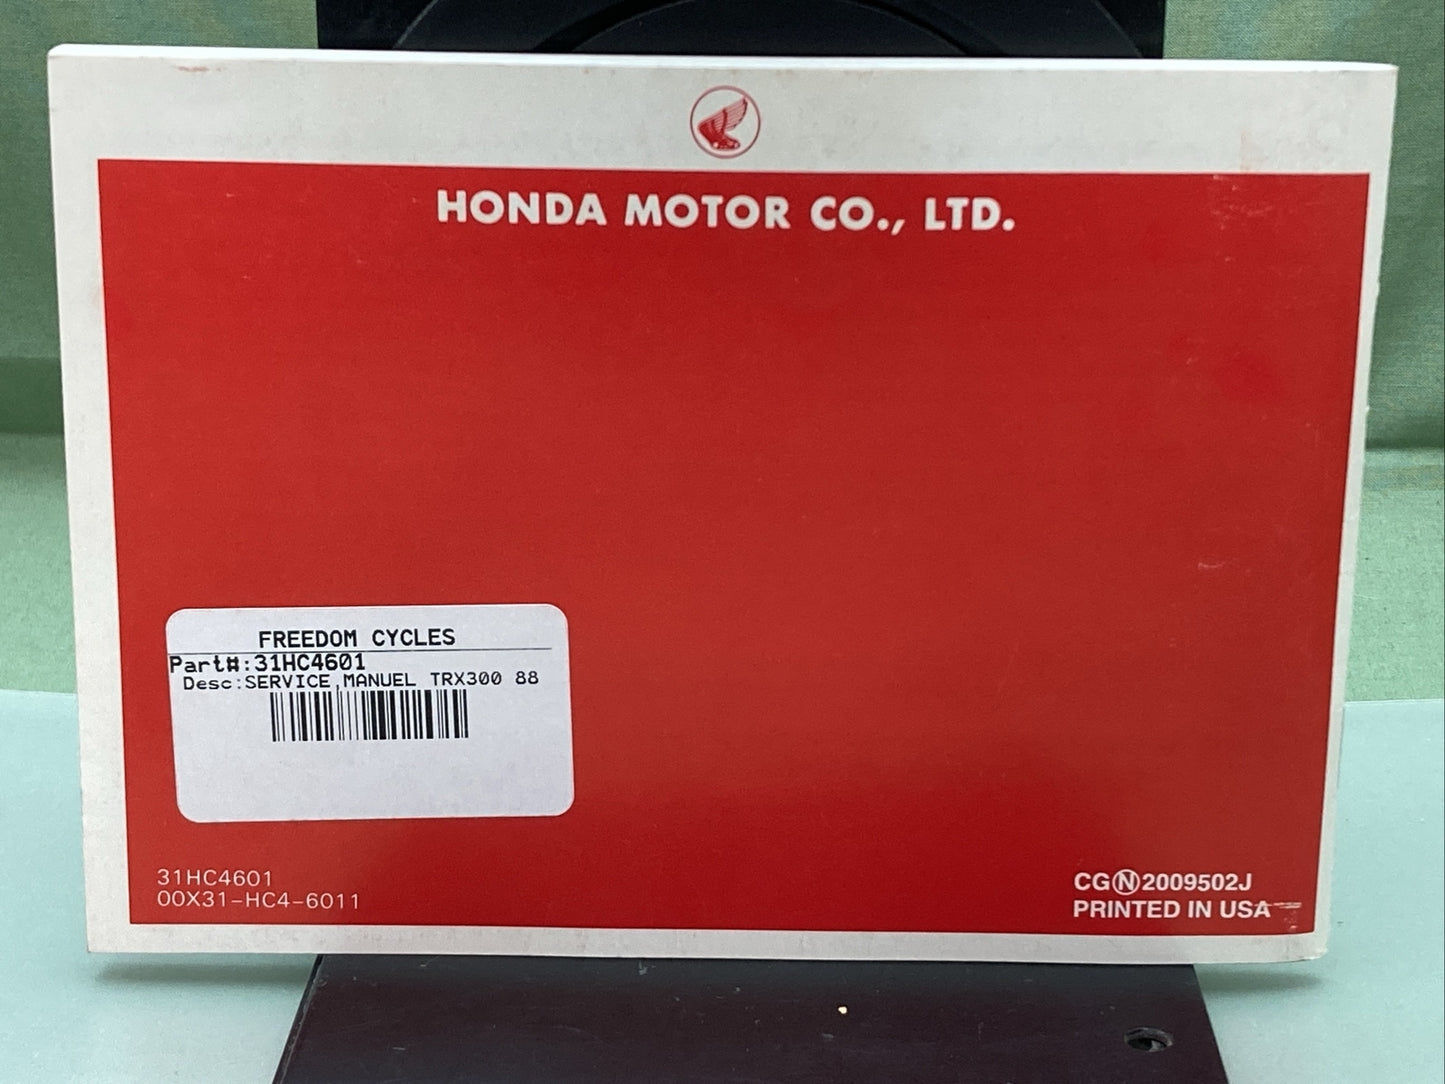 HONDA MOTOR CO., LTD.
FREEDOM CYCLES
Part#:31HC4601
Desc:SERVICE,MANUEL TRX300 88
31HC4601
00X31-HC4-6011
CGⓃ2009502J
PRINTED IN USA